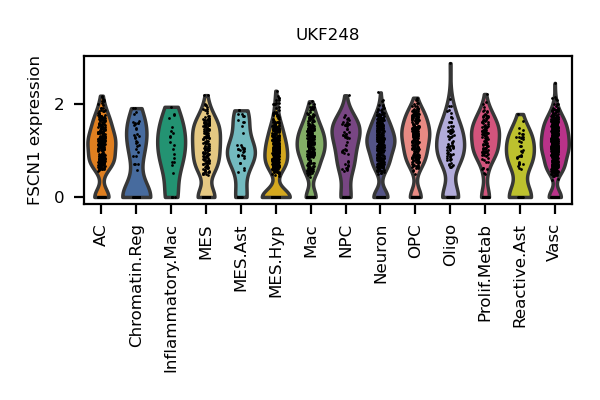 UKF248
FSCN1 expression
2
0
AC
Chromatin.Reg
Inflammatory.Mac
MES
MES.Ast
MES.Hyp
Mac
NPC
Neuron
OPC
Oligo
Prolif.Metab
Reactive.Ast
Vasc